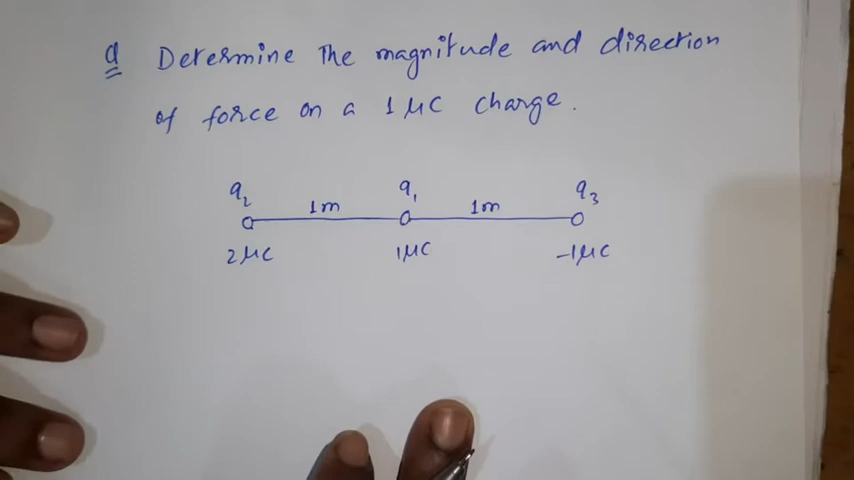 q Determine The magnitude and direction
of force on a 1 μC charge.
q2 1m q1 1m q3
2μC 1μC -1μC